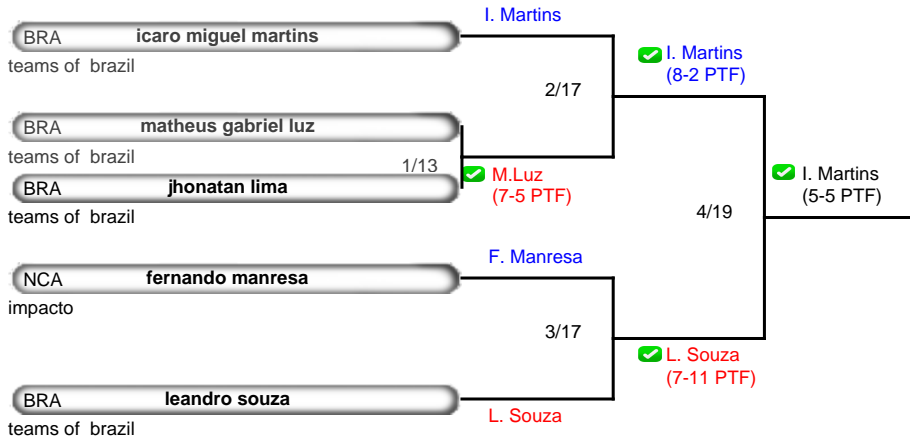 I. Martins
BRA icaro miguel martins
teams of  brazil
I. Martins
(8-2 PTF)
2/17
BRA matheus gabriel luz
teams of  brazil
1/13
BRA jhonatan lima
teams of  brazil
M.Luz
(7-5 PTF)
I. Martins
(5-5 PTF)
4/19
F. Manresa
NCA fernando manresa
impacto
3/17
L. Souza
(7-11 PTF)
BRA leandro souza
teams of  brazil
L. Souza